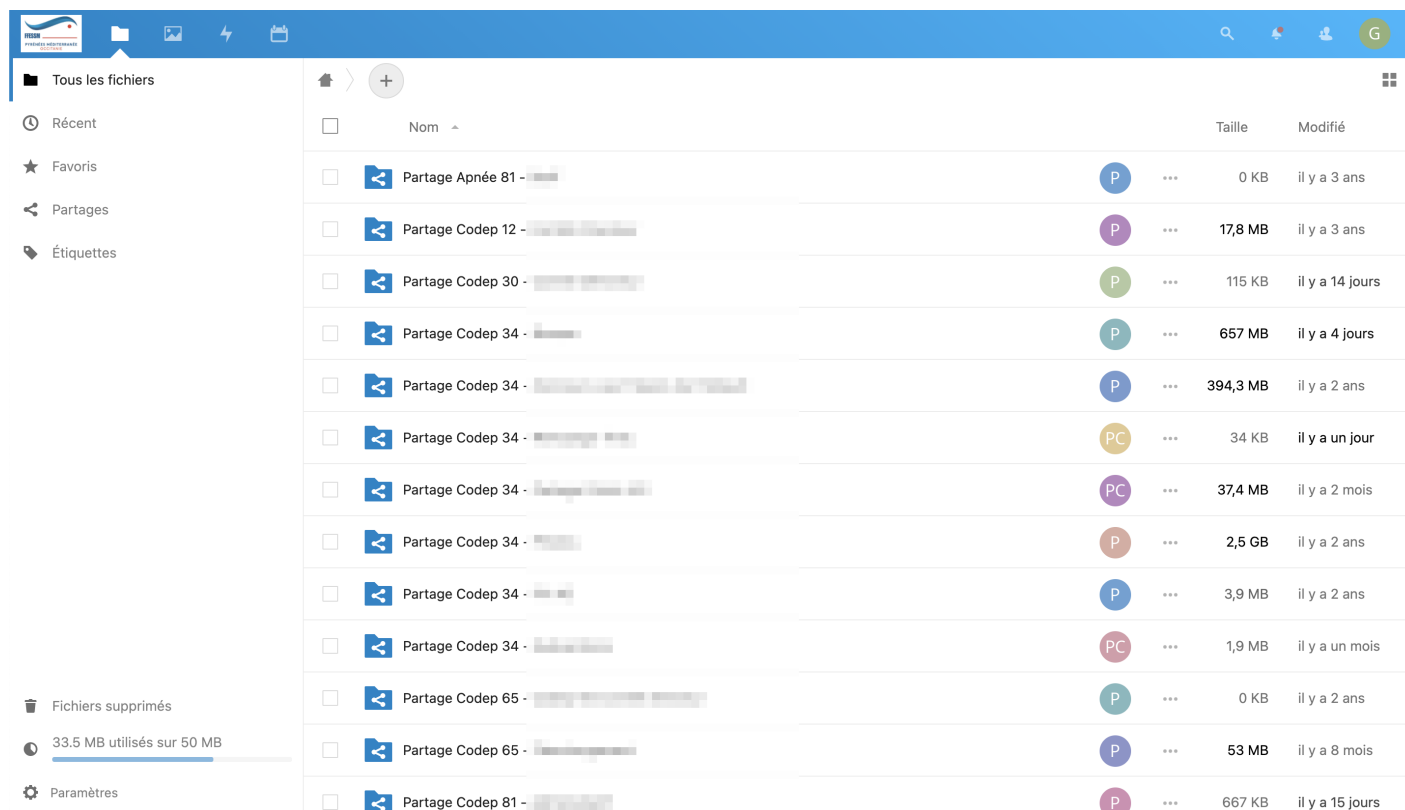 FFESSM
PYRÉNÉES MÉDITERRANÉE
OCCITANIE
G
Tous les fichiers
Récent
Favoris
Partages
Étiquettes
Nom Taille Modifié
Partage Apnée 81 - P 0 KB il y a 3 ans
Partage Codep 12 - P 17,8 MB il y a 3 ans
Partage Codep 30 - P 115 KB il y a 14 jours
Partage Codep 34 - P 657 MB il y a 4 jours
Partage Codep 34 - P 394,3 MB il y a 2 ans
Partage Codep 34 - PC 34 KB il y a un jour
Partage Codep 34 - PC 37,4 MB il y a 2 mois
Partage Codep 34 - P 2,5 GB il y a 2 ans
Partage Codep 34 - P 3,9 MB il y a 2 ans
Partage Codep 34 - PC 1,9 MB il y a un mois
Partage Codep 65 - P 0 KB il y a 2 ans
Partage Codep 65 - P 53 MB il y a 8 mois
Partage Codep 81 - P 667 KB il y a 15 jours
Fichiers supprimés
33.5 MB utilisés sur 50 MB
Paramètres